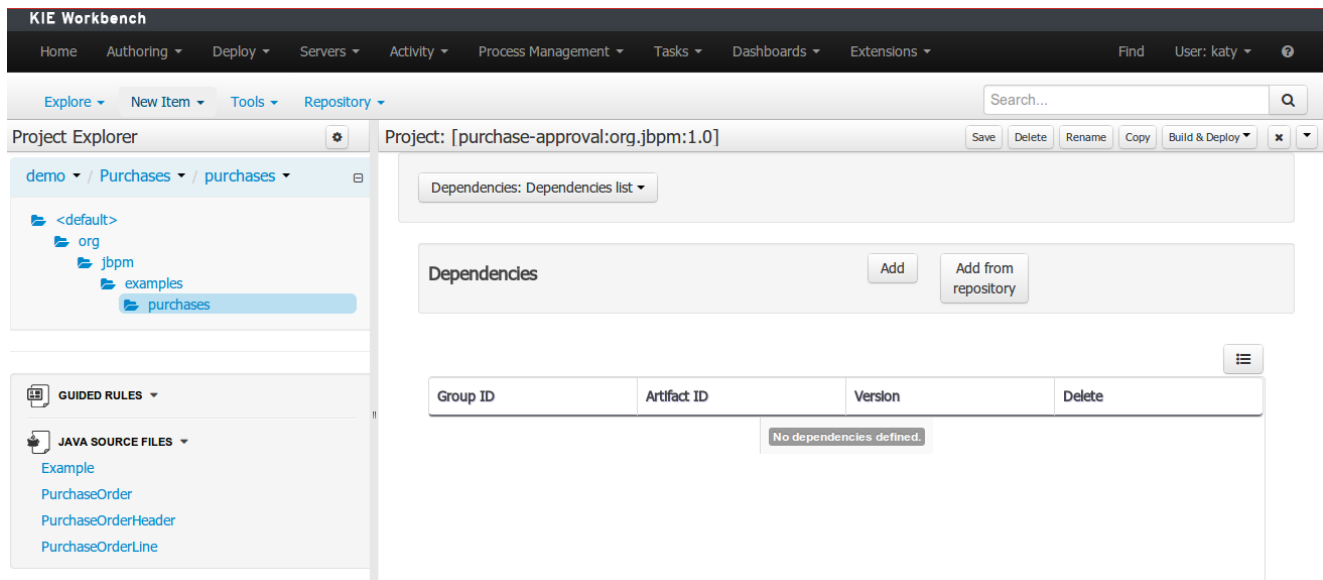 KIE Workbench
Home Authoring Deploy Servers Activity Process Management Tasks Dashboards Extensions Find User: katy
Explore New Item Tools Repository Search...
Project Explorer
Project: [purchase-approval:org.jbpm:1.0] Save Delete Rename Copy Build & Deploy
demo / Purchases / purchases
Dependencies: Dependencies list
<default>
org
jbpm
examples
purchases
Dependencies Add Add from
repository
Group ID Artifact ID Version Delete
No dependencies defined.
GUIDED RULES
JAVA SOURCE FILES
Example
PurchaseOrder
PurchaseOrderHeader
PurchaseOrderLine